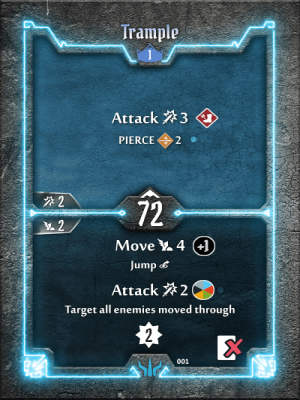 Trample
1
Attack 3
PIERCE 2
2
72
2
Move 4 +1
Jump
Attack 2
Target all enemies moved through
2
001